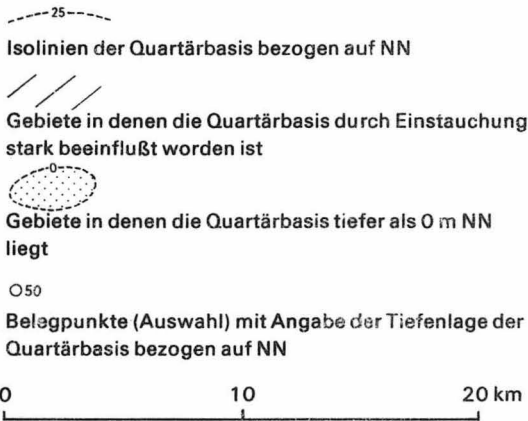 25
Isolinien der Quartärbasis bezogen auf NN
Gebiete in denen die Quartärbasis durch Einstauchung
stark beeinflußt worden ist
0
Gebiete in denen die Quartärbasis tiefer als 0 m NN
liegt
O50
Belegpunkte (Auswahl) mit Angabe der Tiefenlage der
Quartärbasis bezogen auf NN
0 10 20 km